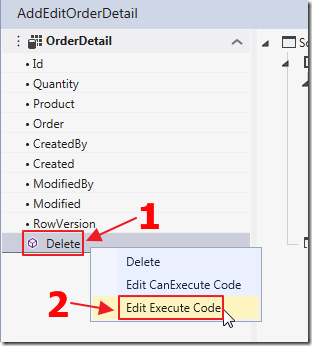 AddEditOrderDetail
OrderDetail
• Id
• Quantity
• Product
• Order
• CreatedBy
• Created
• ModifiedBy
• Modified
• RowVersion
Delete
1
Delete
Edit CanExecute Code
2
Edit Execute Code